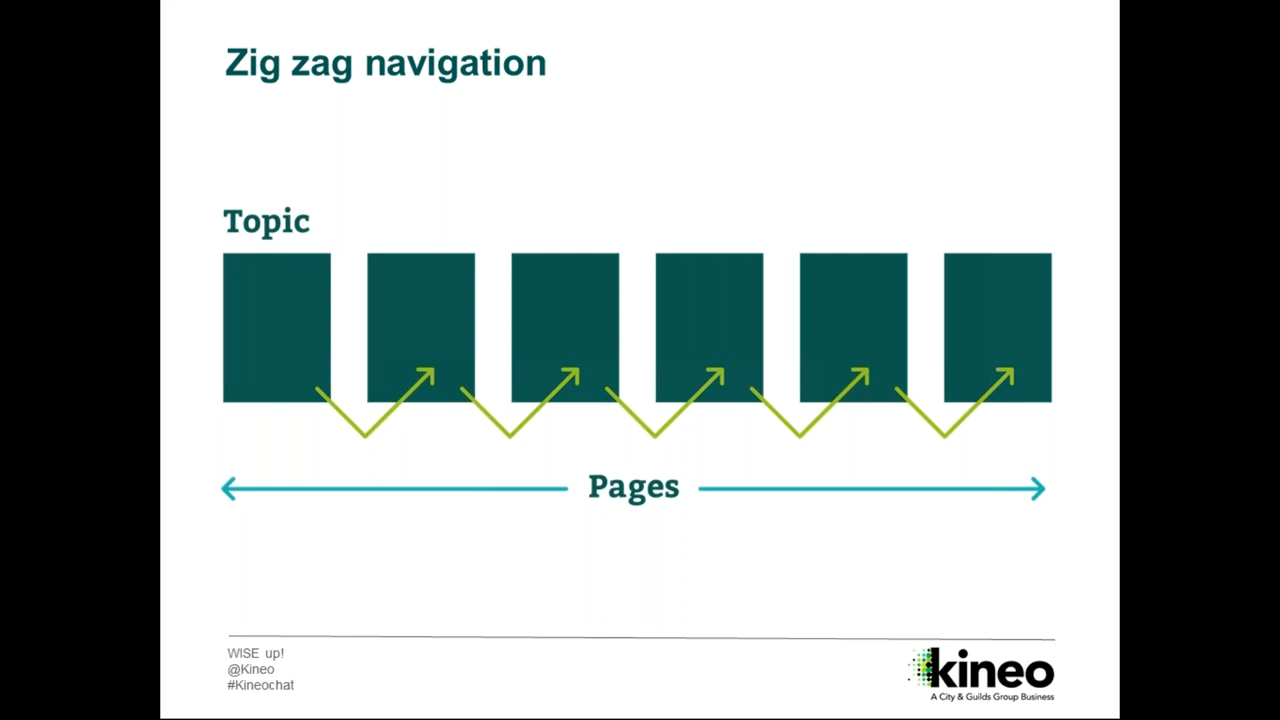 Zig zag navigation
Topic
Pages
WISE up!
@Kineo
#Kineochat
kineo
A City & Guilds Group Business